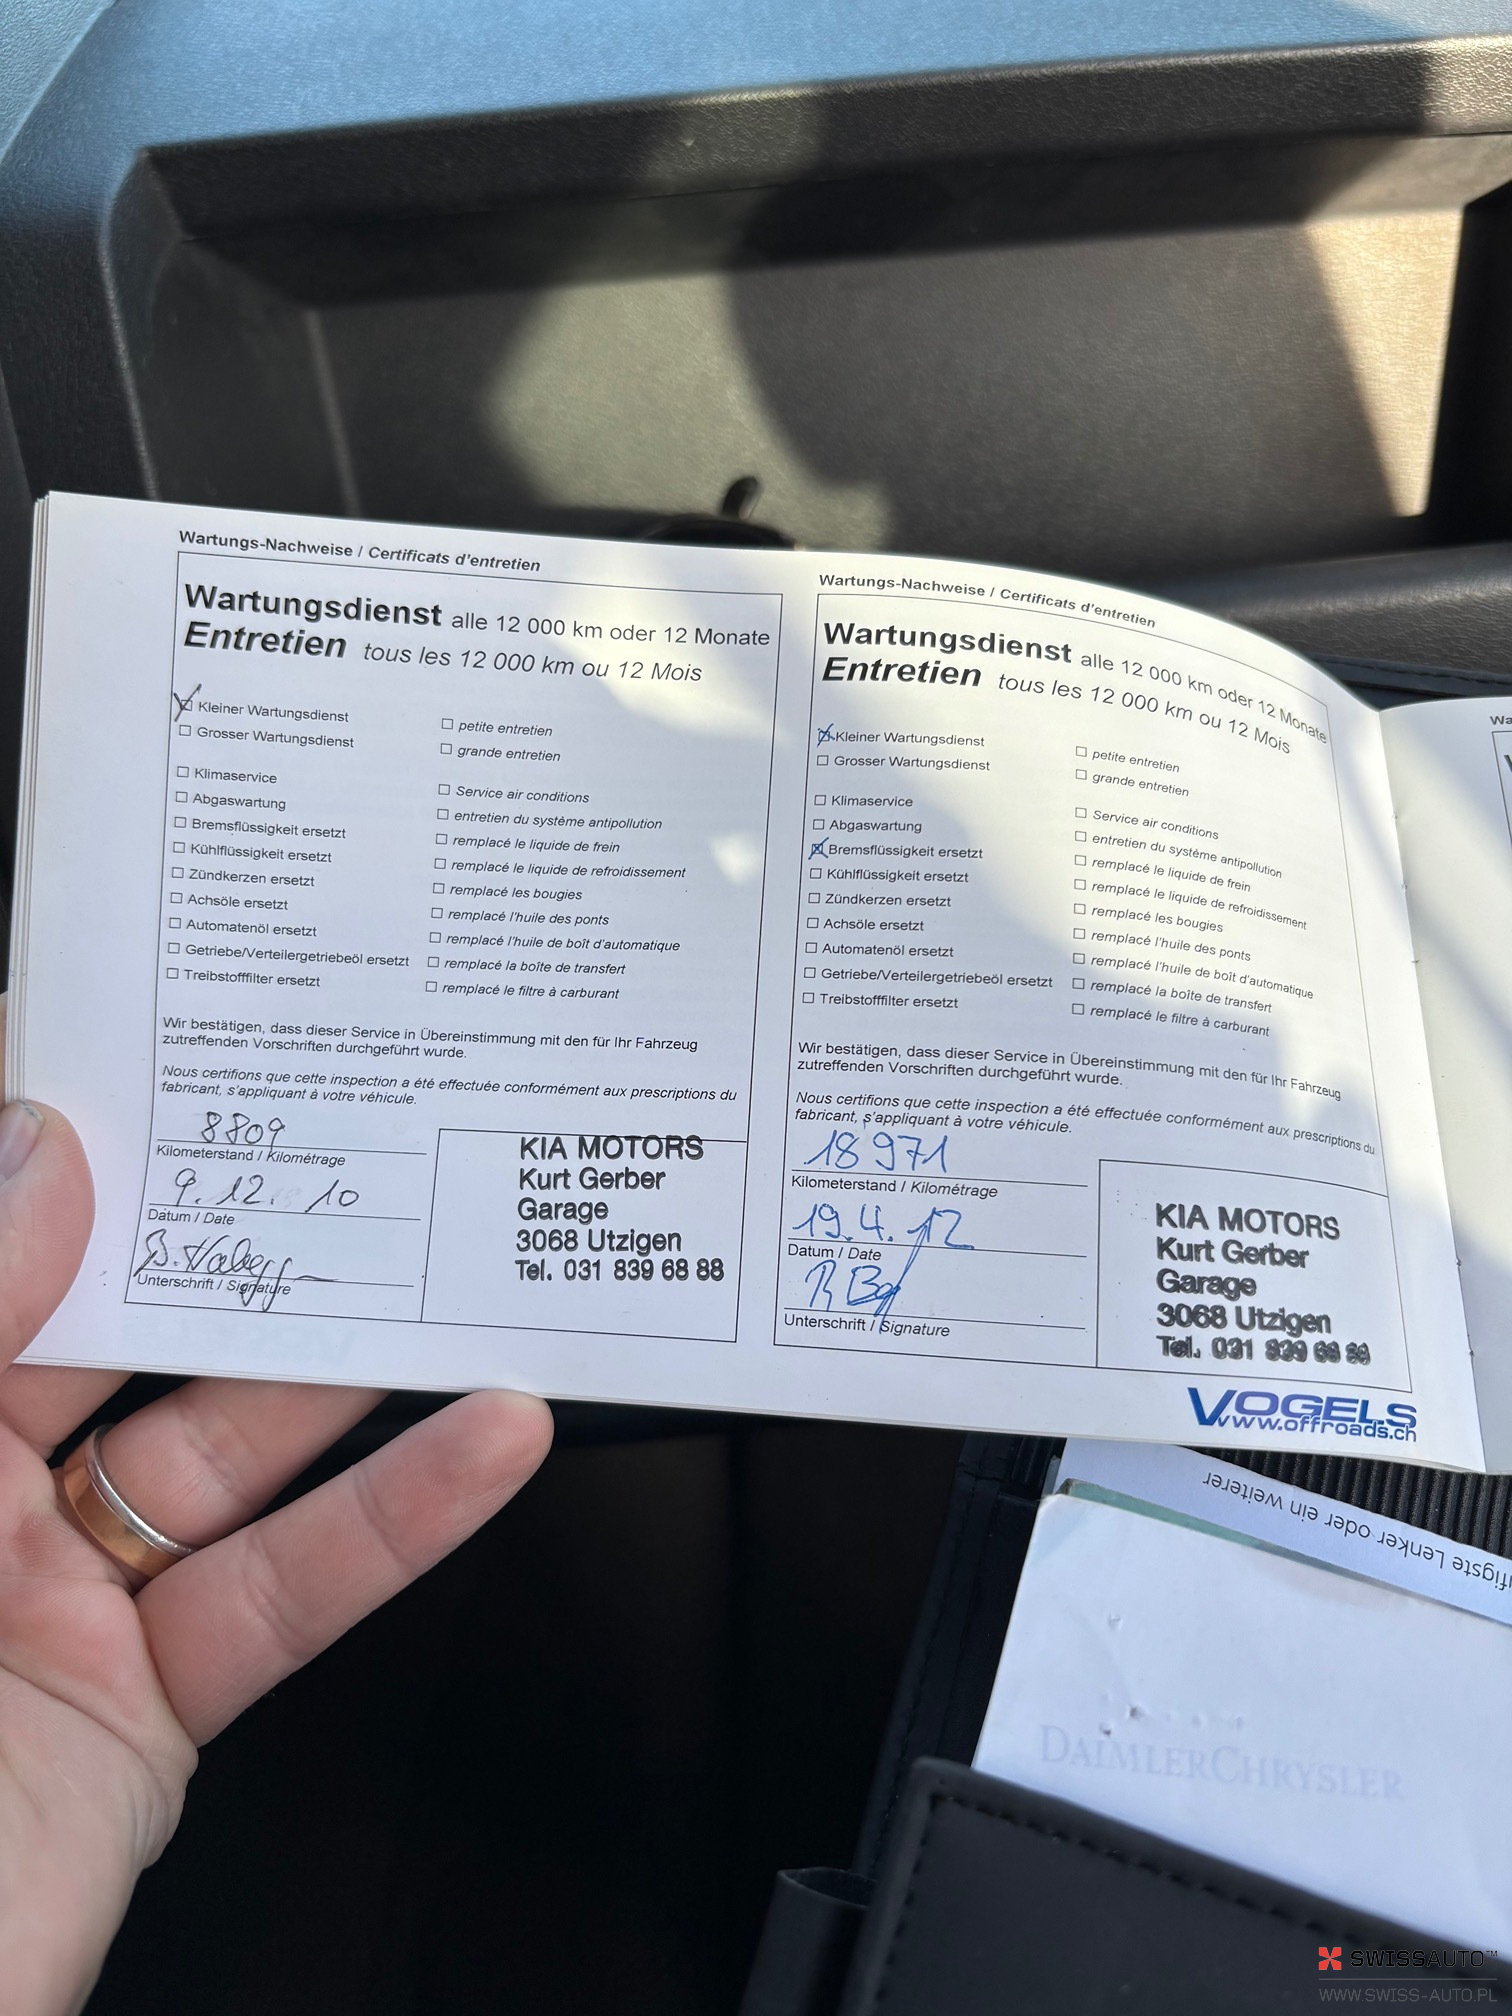 Wartungs-Nachweise / Certificats d'entretien
Wartungsdienst alle 12 000 km oder 12 Monate
Entretien tous les 12 000 km ou 12 Mois
Kleiner Wartungsdienst petite entretien
Grosser Wartungsdienst grande entretien
Klimaservice Service air conditions
Abgaswartung entretien du système antipollution
Bremsflüssigkeit ersetzt remplacé le liquide de frein
Kühlflüssigkeit ersetzt remplacé le liquide de refroidissement
Zündkerzen ersetzt remplacé les bougies
Achsöle ersetzt remplacé l'huile des ponts
Automatenöl ersetzt remplacé l'huile de boît d'automatique
Getriebe/Verteilergetriebeöl ersetzt remplacé la boîte de transfert
Treibstofffilter ersetzt remplacé le filtre à carburant
Wir bestätigen, dass dieser Service in Übereinstimmung mit den für Ihr Fahrzeug
zutreffenden Vorschriften durchgeführt wurde.
Nous certifions que cette inspection a été effectuée conformément aux prescriptions du
fabricant, s'appliquant à votre véhicule.
8809
Kilometerstand / Kilométrage
9.12.10
Datum / Date
Unterschrift / Signature
KIA MOTORS
Kurt Gerber
Garage
3068 Utzigen
Tel. 031 839 68 88
Wartungs-Nachweise / Certificats d'entretien
Wartungsdienst alle 12 000 km oder 12 Monate
Entretien tous les 12 000 km ou 12 Mois
Kleiner Wartungsdienst petite entretien
Grosser Wartungsdienst grande entretien
Klimaservice Service air conditions
Abgaswartung entretien du système antipollution
Bremsflüssigkeit ersetzt remplacé le liquide de frein
Kühlflüssigkeit ersetzt remplacé le liquide de refroidissement
Zündkerzen ersetzt remplacé les bougies
Achsöle ersetzt remplacé l'huile des ponts
Automatenöl ersetzt remplacé l'huile de boît d'automatique
Getriebe/Verteilergetriebeöl ersetzt remplacé la boîte de transfert
Treibstofffilter ersetzt remplacé le filtre à carburant
Wir bestätigen, dass dieser Service in Übereinstimmung mit den für Ihr Fahrzeug
zutreffenden Vorschriften durchgeführt wurde.
Nous certifions que cette inspection a été effectuée conformément aux prescriptions du
fabricant, s'appliquant à votre véhicule.
18971
Kilometerstand / Kilométrage
19.4.12
Datum / Date
Unterschrift / Signature
KIA MOTORS
Kurt Gerber
Garage
3068 Utzigen
Tel. 031 839 68 88
VOGELS
www.offroads.ch
Wa
figste Lenker oder ein weiterer
DAIMLERCHRYSLER
SWISSAUTO™
WWW.SWISS-AUTO.PL